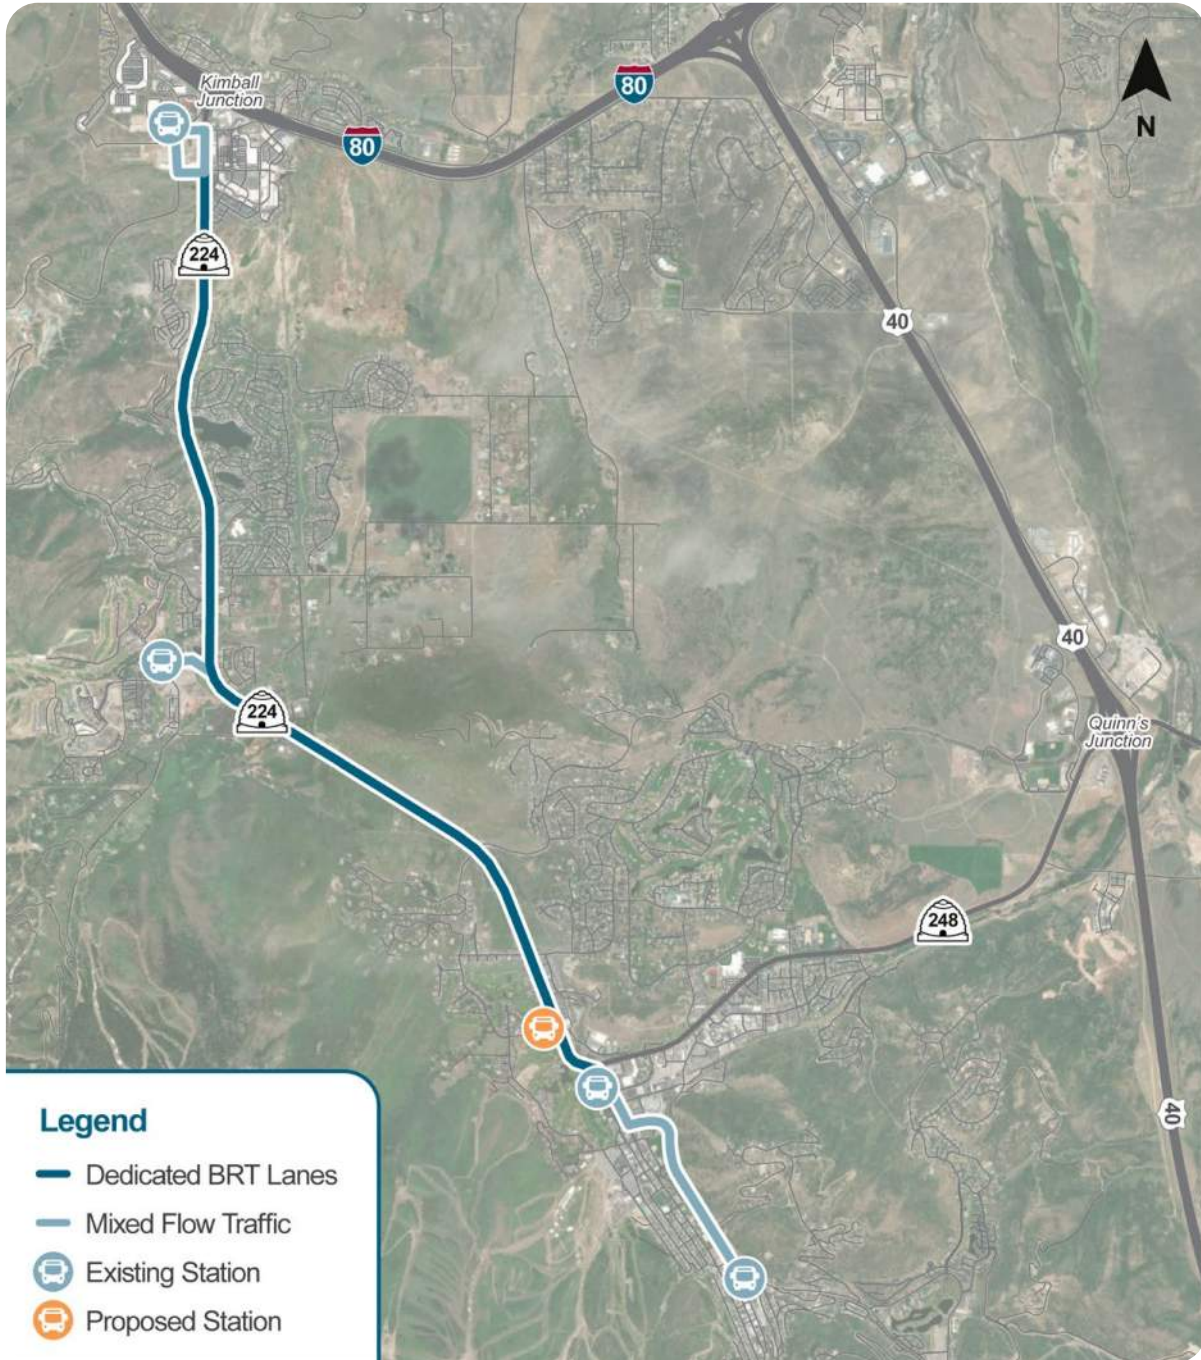 Kimball
Junction
80
80
N
224
40
40
224
Quinn's
Junction
248
40
Legend
Dedicated BRT Lanes
Mixed Flow Traffic
Existing Station
Proposed Station